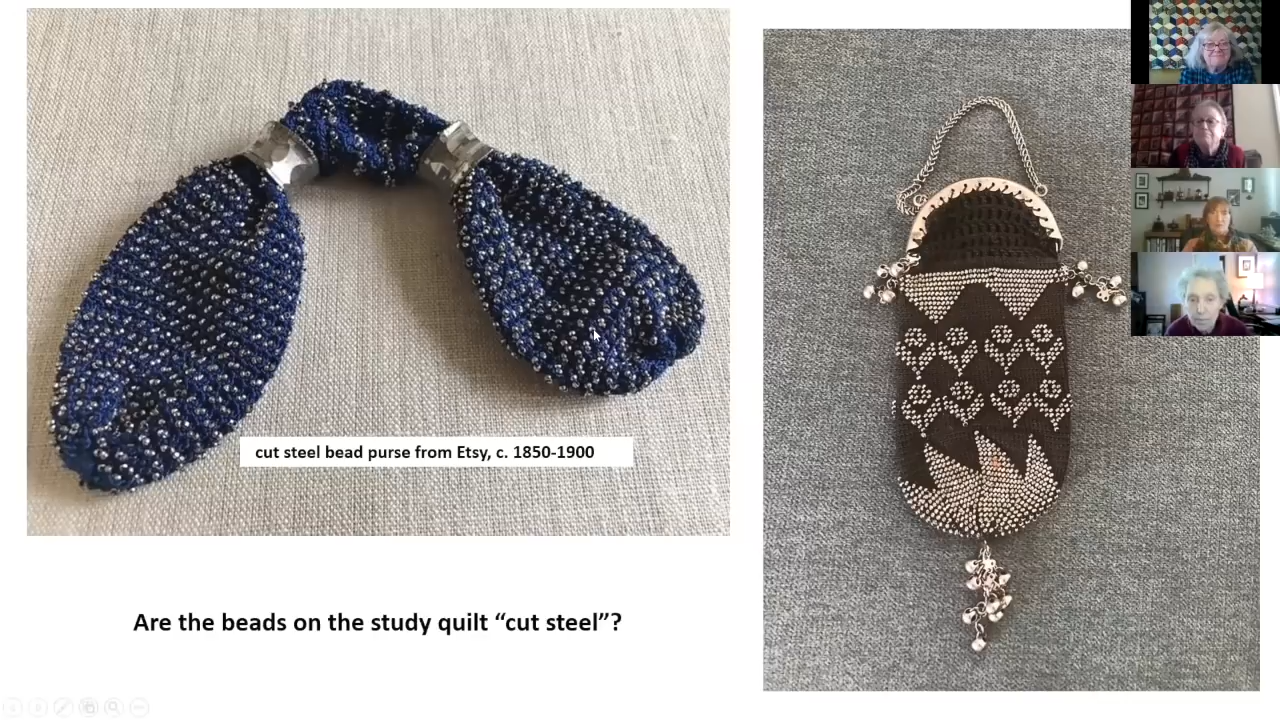 cut steel bead purse from Etsy, c. 1850-1900
Are the beads on the study quilt “cut steel”?